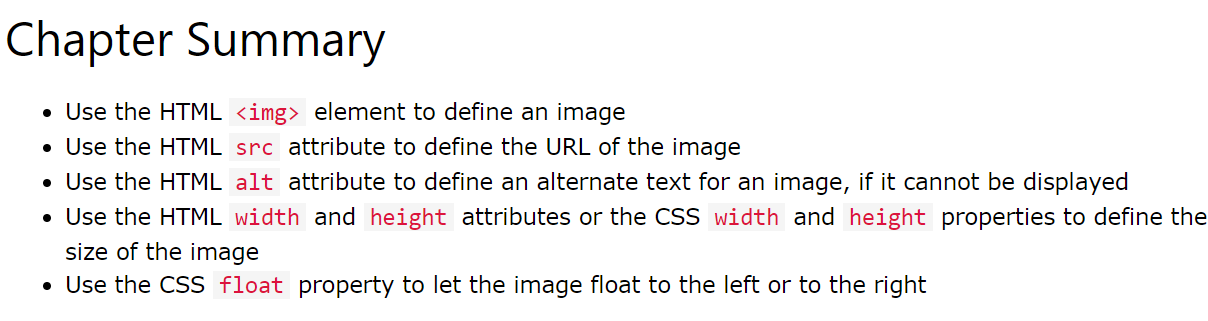 Chapter Summary
• Use the HTML <img> element to define an image
• Use the HTML src attribute to define the URL of the image
• Use the HTML alt attribute to define an alternate text for an image, if it cannot be displayed
• Use the HTML width and height attributes or the CSS width and height properties to define the
size of the image
• Use the CSS float property to let the image float to the left or to the right